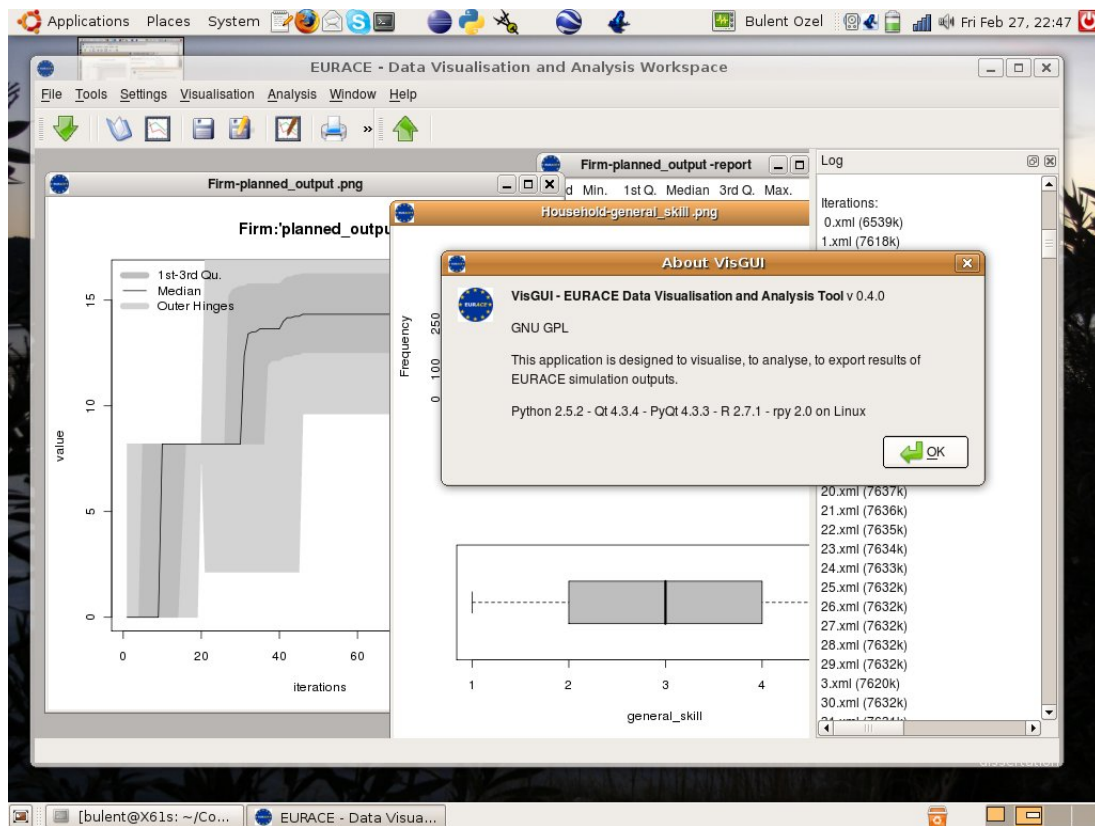 Applications Places System
Bulent Ozel
Fri Feb 27, 22:47
EURACE - Data Visualisation and Analysis Workspace
File Tools Settings Visualisation Analysis Window Help
»
Firm-planned_output .png
Firm:'planned_outpu
1st-3rd Qu.
Median
Outer Hinges
value
15
10
5
0
0 20 40 60
iterations
Firm-planned_output -report
d Min. 1st Q. Median 3rd Q. Max.
Household-general_skill .png
Frequency
250
100
0
1 2 3 4
general_skill
About VisGUI
VisGUI - EURACE Data Visualisation and Analysis Tool v 0.4.0
GNU GPL
This application is designed to visualise, to analyse, to export results of
EURACE simulation outputs.
Python 2.5.2 - Qt 4.3.4 - PyQt 4.3.3 - R 2.7.1 - rpy 2.0 on Linux
OK
EURACE
Log
Iterations:
0.xml (6539k)
1.xml (7618k)
20.xml (7637k)
21.xml (7636k)
22.xml (7635k)
23.xml (7634k)
24.xml (7633k)
25.xml (7632k)
26.xml (7632k)
27.xml (7632k)
28.xml (7632k)
29.xml (7632k)
3.xml (7620k)
30.xml (7632k)
dissertation
[bulent@X61s: ~/Co...
EURACE - Data Visua...